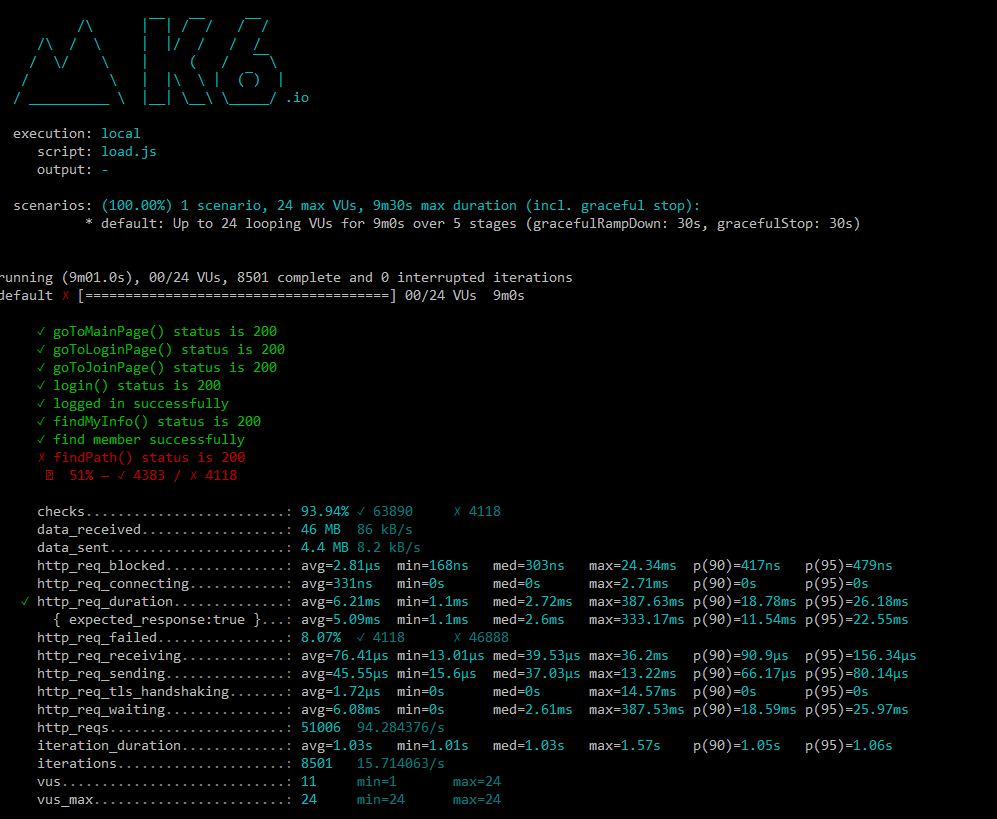 K6 .io
execution: local
script: load.js
output: -
scenarios: (100.00%) 1 scenario, 24 max VUs, 9m30s max duration (incl. graceful stop):
* default: Up to 24 looping VUs for 9m0s over 5 stages (gracefulRampDown: 30s, gracefulStop: 30s)
running (9m01.0s), 00/24 VUs, 8501 complete and 0 interrupted iterations
default ✗ [======================================] 00/24 VUs  9m0s
✓ goToMainPage() status is 200
✓ goToLoginPage() status is 200
✓ goToJoinPage() status is 200
✓ login() status is 200
✓ logged in successfully
✓ findMyInfo() status is 200
✓ find member successfully
✗ findPath() status is 200
51% — ✓ 4383 / ✗ 4118
checks.........................: 93.94% ✓ 63890     ✗ 4118
data_received..................: 46 MB  86 kB/s
data_sent......................: 4.4 MB 8.2 kB/s
http_req_blocked...............: avg=2.81µs  min=168ns   med=303ns   max=24.34ms  p(90)=417ns   p(95)=479ns
http_req_connecting............: avg=331ns   min=0s      med=0s      max=2.71ms   p(90)=0s      p(95)=0s
✓ http_req_duration..............: avg=6.21ms  min=1.1ms   med=2.72ms  max=387.63ms p(90)=18.78ms p(95)=26.18ms
{ expected_response:true }...: avg=5.09ms  min=1.1ms   med=2.6ms   max=333.17ms p(90)=11.54ms p(95)=22.55ms
http_req_failed................: 8.07%  ✓ 4118      ✗ 46888
http_req_receiving.............: avg=76.41µs min=13.01µs med=39.53µs max=36.2ms   p(90)=90.9µs  p(95)=156.34µs
http_req_sending...............: avg=45.55µs min=15.6µs  med=37.03µs max=13.22ms  p(90)=66.17µs p(95)=80.14µs
http_req_tls_handshaking.......: avg=1.72µs  min=0s      med=0s      max=14.57ms  p(90)=0s      p(95)=0s
http_req_waiting...............: avg=6.08ms  min=0s      med=2.61ms  max=387.53ms p(90)=18.59ms p(95)=25.97ms
http_reqs......................: 51006  94.284376/s
iteration_duration.............: avg=1.03s   min=1.01s   med=1.03s   max=1.57s    p(90)=1.05s   p(95)=1.06s
iterations.....................: 8501   15.714063/s
vus............................: 11     min=1       max=24
vus_max........................: 24     min=24      max=24